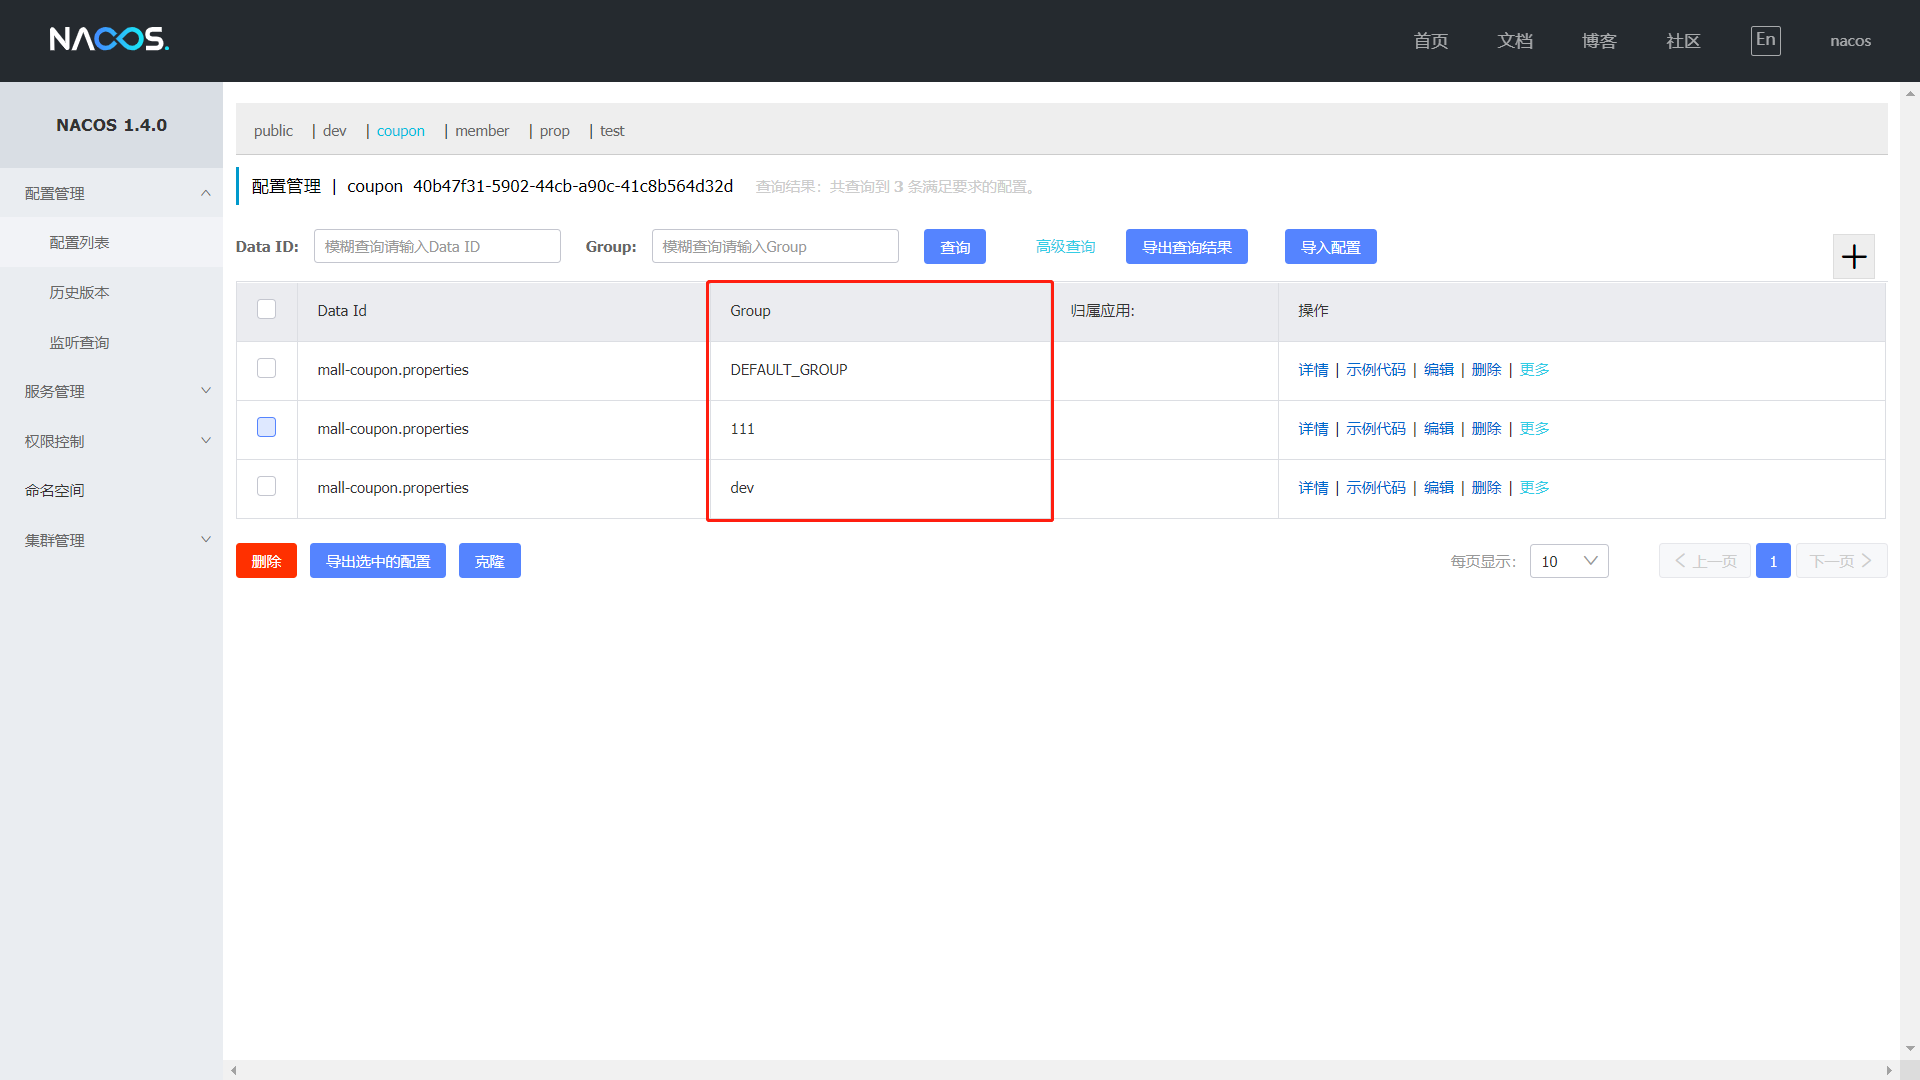 NACOS.
首页 文档 博客 社区 En nacos
NACOS 1.4.0
配置管理
配置列表
历史版本
监听查询
服务管理
权限控制
命名空间
集群管理
public | dev | coupon | member | prop | test
配置管理 | coupon 40b47f31-5902-44cb-a90c-41c8b564d32d 查询结果：共查询到 3 条满足要求的配置。
Data ID: 模糊查询请输入Data ID Group: 模糊查询请输入Group 查询 高级查询 导出查询结果 导入配置
Data Id Group 归属应用: 操作
mall-coupon.properties DEFAULT_GROUP 详情 | 示例代码 | 编辑 | 删除 | 更多
mall-coupon.properties 111 详情 | 示例代码 | 编辑 | 删除 | 更多
mall-coupon.properties dev 详情 | 示例代码 | 编辑 | 删除 | 更多
删除 导出选中的配置 克隆 每页显示: 10 上一页 1 下一页